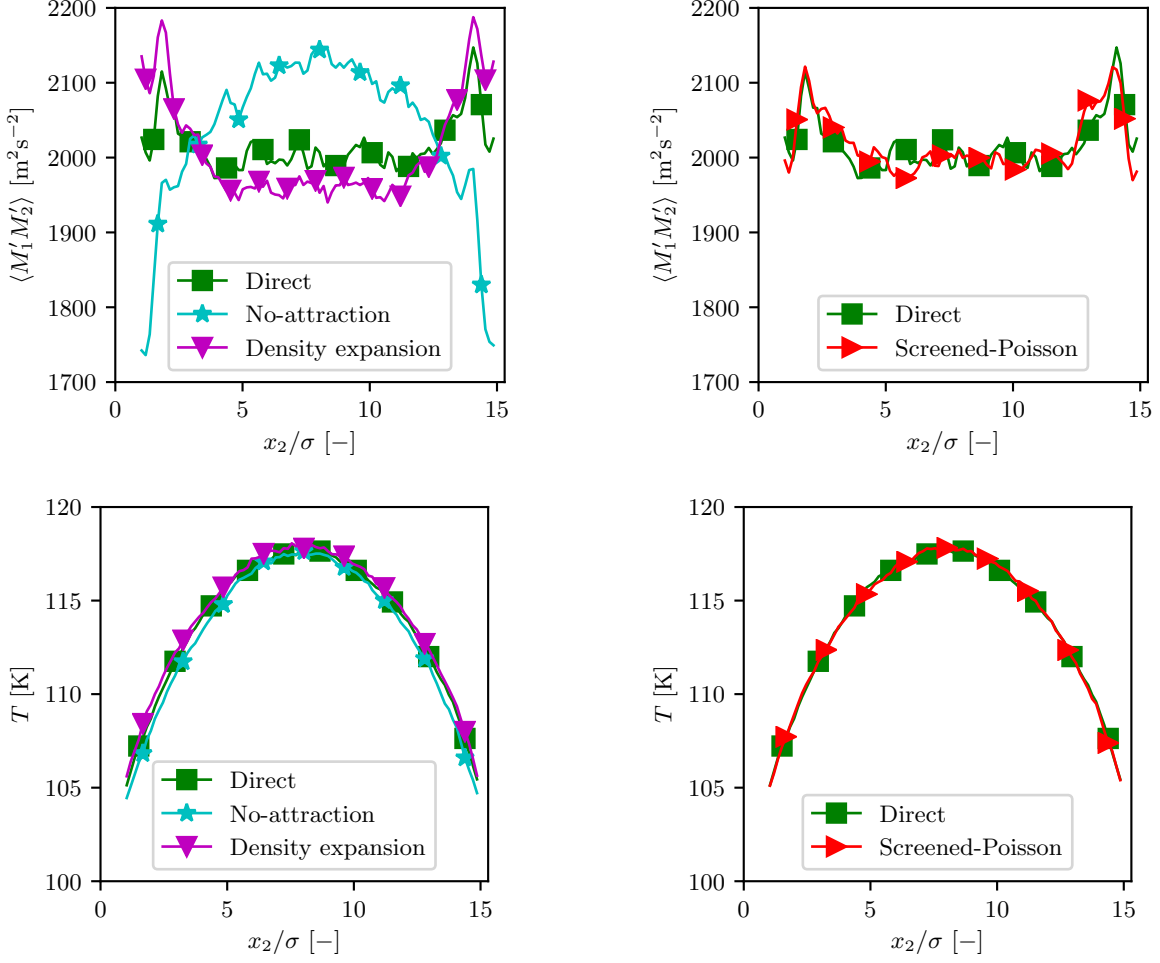 2200
2100
2000
1900
1800
1700
⟨M′₁M′₂⟩ [m²s⁻²]
Direct
No-attraction
Density expansion
0 5 10 15
x₂/σ [−]
2200
2100
2000
1900
1800
1700
⟨M′₁M′₂⟩ [m²s⁻²]
Direct
Screened-Poisson
0 5 10 15
x₂/σ [−]
120
115
110
105
100
T [K]
Direct
No-attraction
Density expansion
0 5 10 15
x₂/σ [−]
120
115
110
105
100
T [K]
Direct
Screened-Poisson
0 5 10 15
x₂/σ [−]